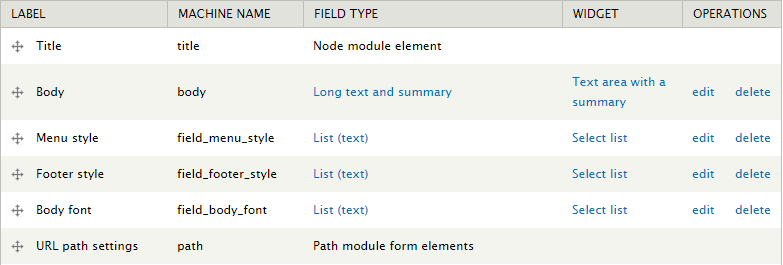 LABEL MACHINE NAME FIELD TYPE WIDGET OPERATIONS
Title title Node module element
Body body Long text and summary Text area with a summary edit delete
Menu style field_menu_style List (text) Select list edit delete
Footer style field_footer_style List (text) Select list edit delete
Body font field_body_font List (text) Select list edit delete
URL path settings path Path module form elements